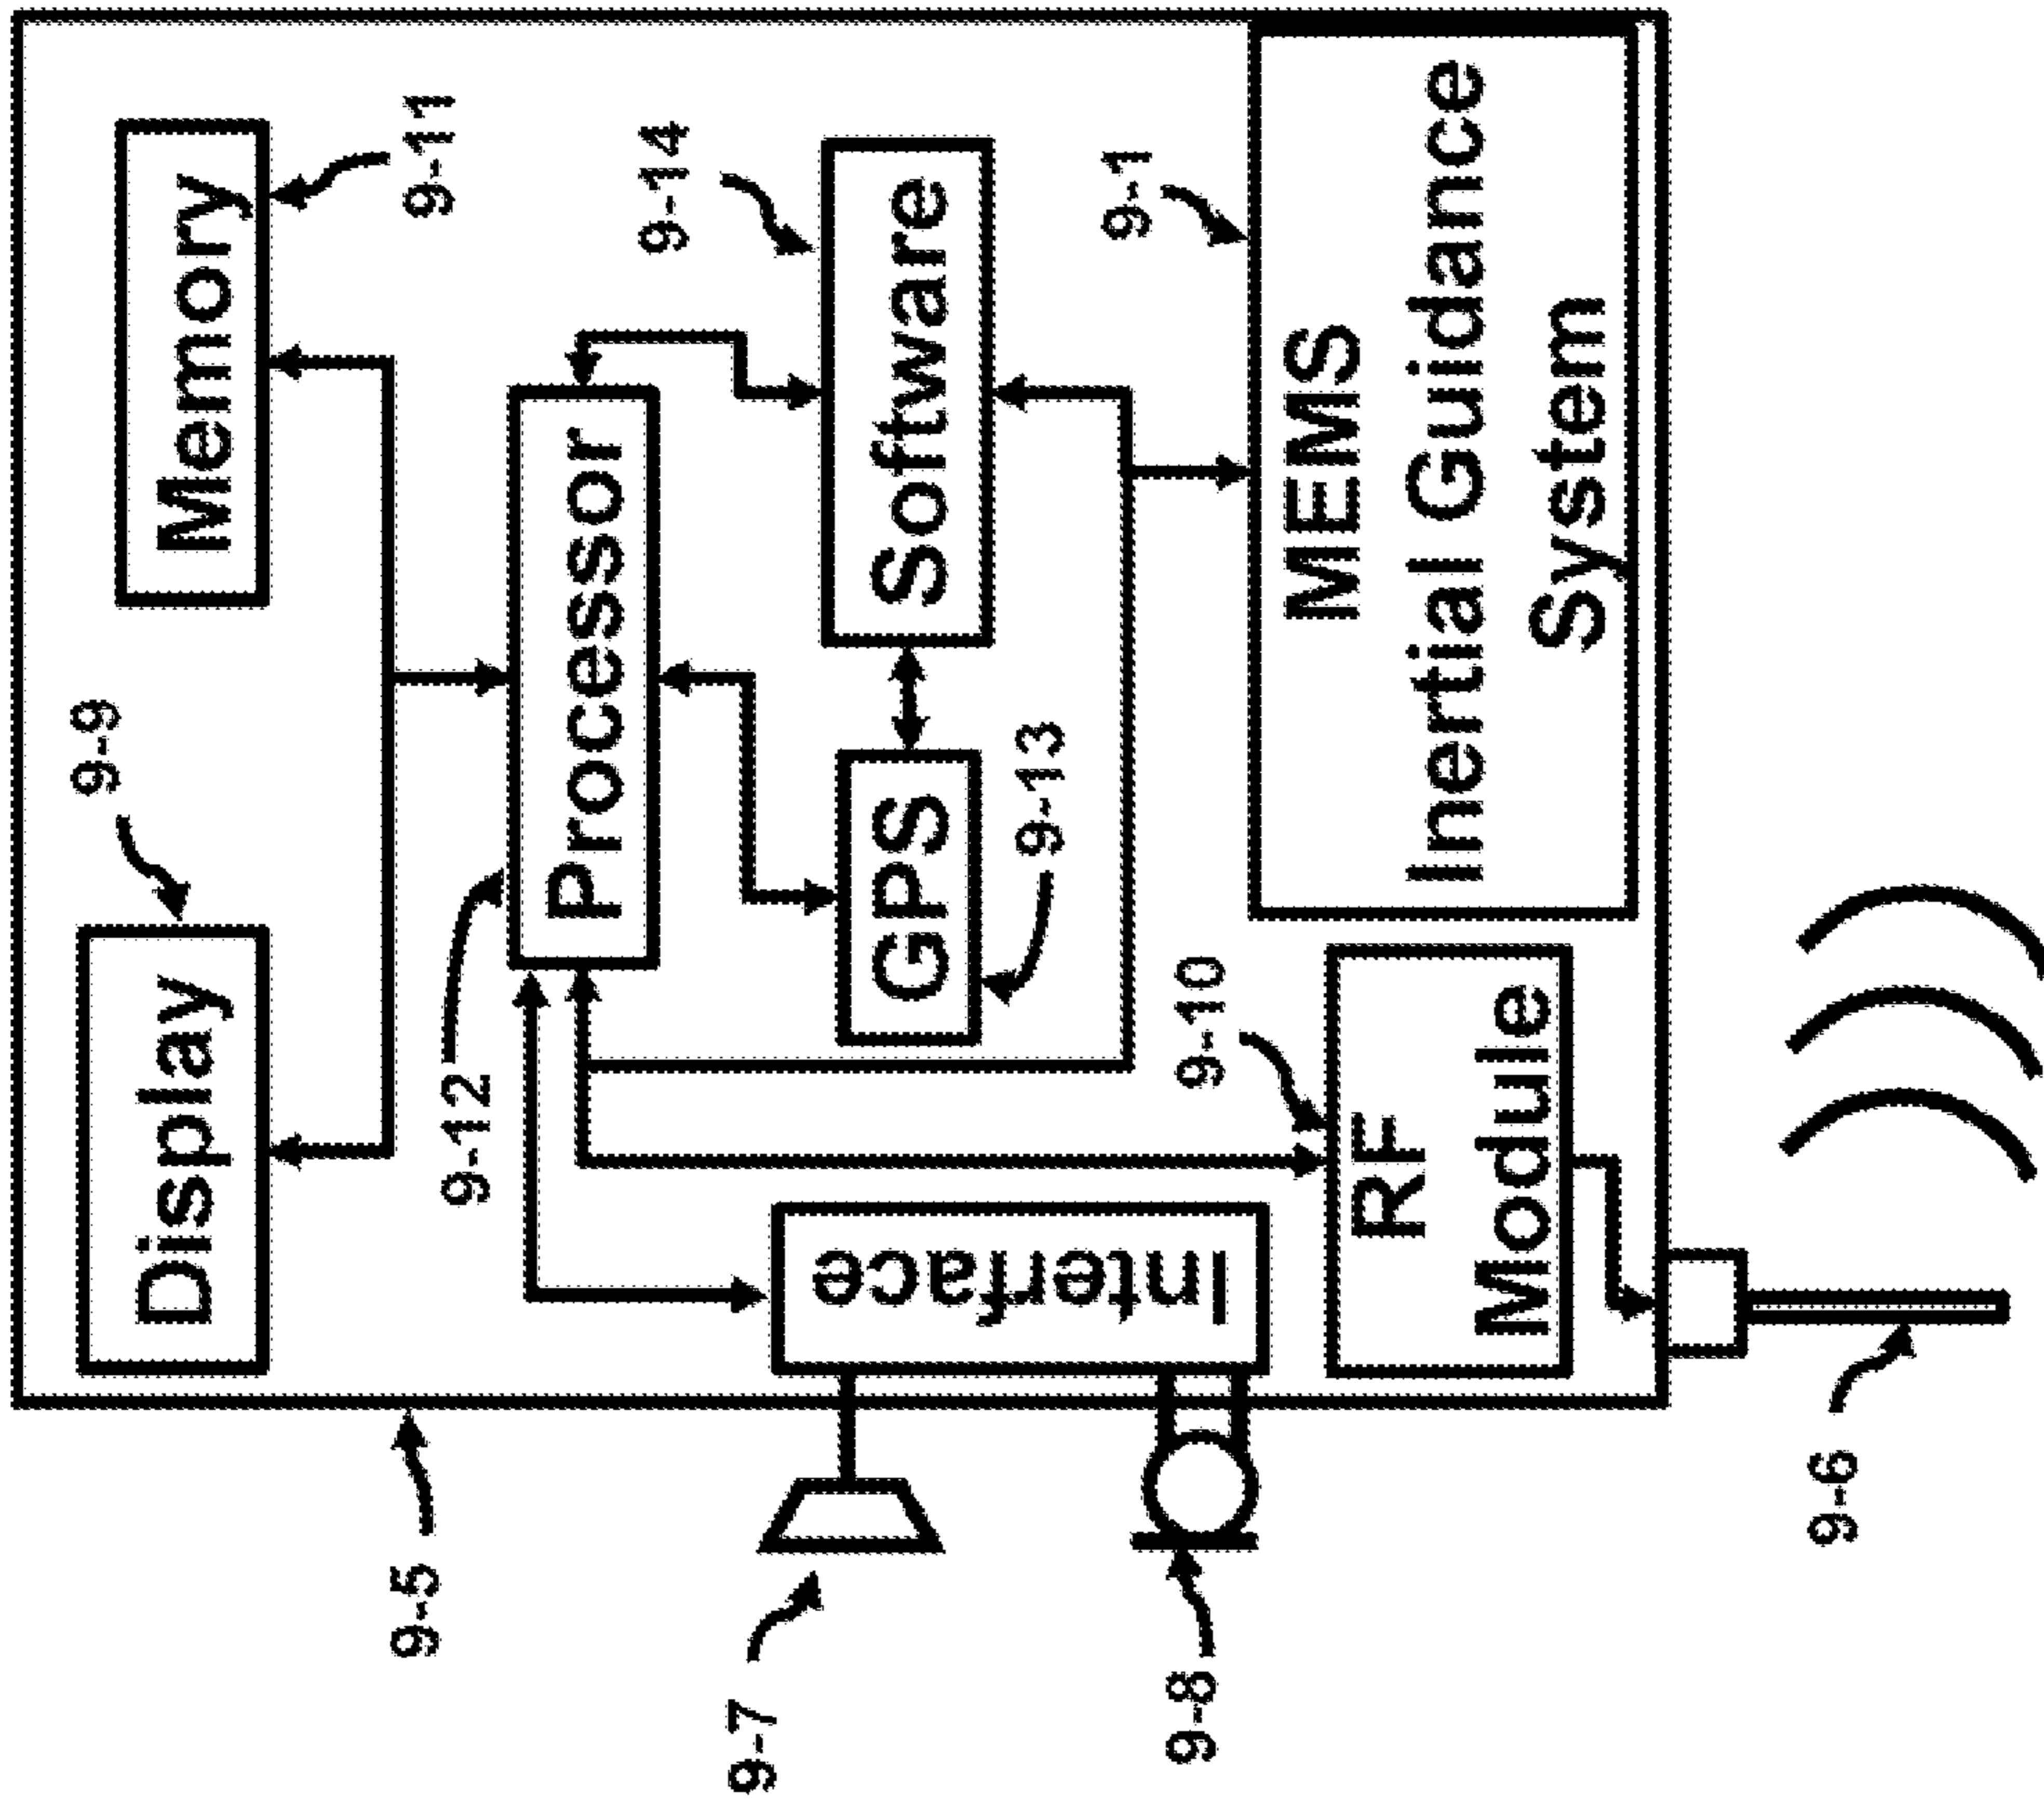 9-9
Display
Memory
9-5
9-11
9-12
Processor
9-14
9-7
GPS
Software
Interface
9-13
9-1
9-8
9-10
RF
Module
MEMS
Inertial Guidance
System
9-6